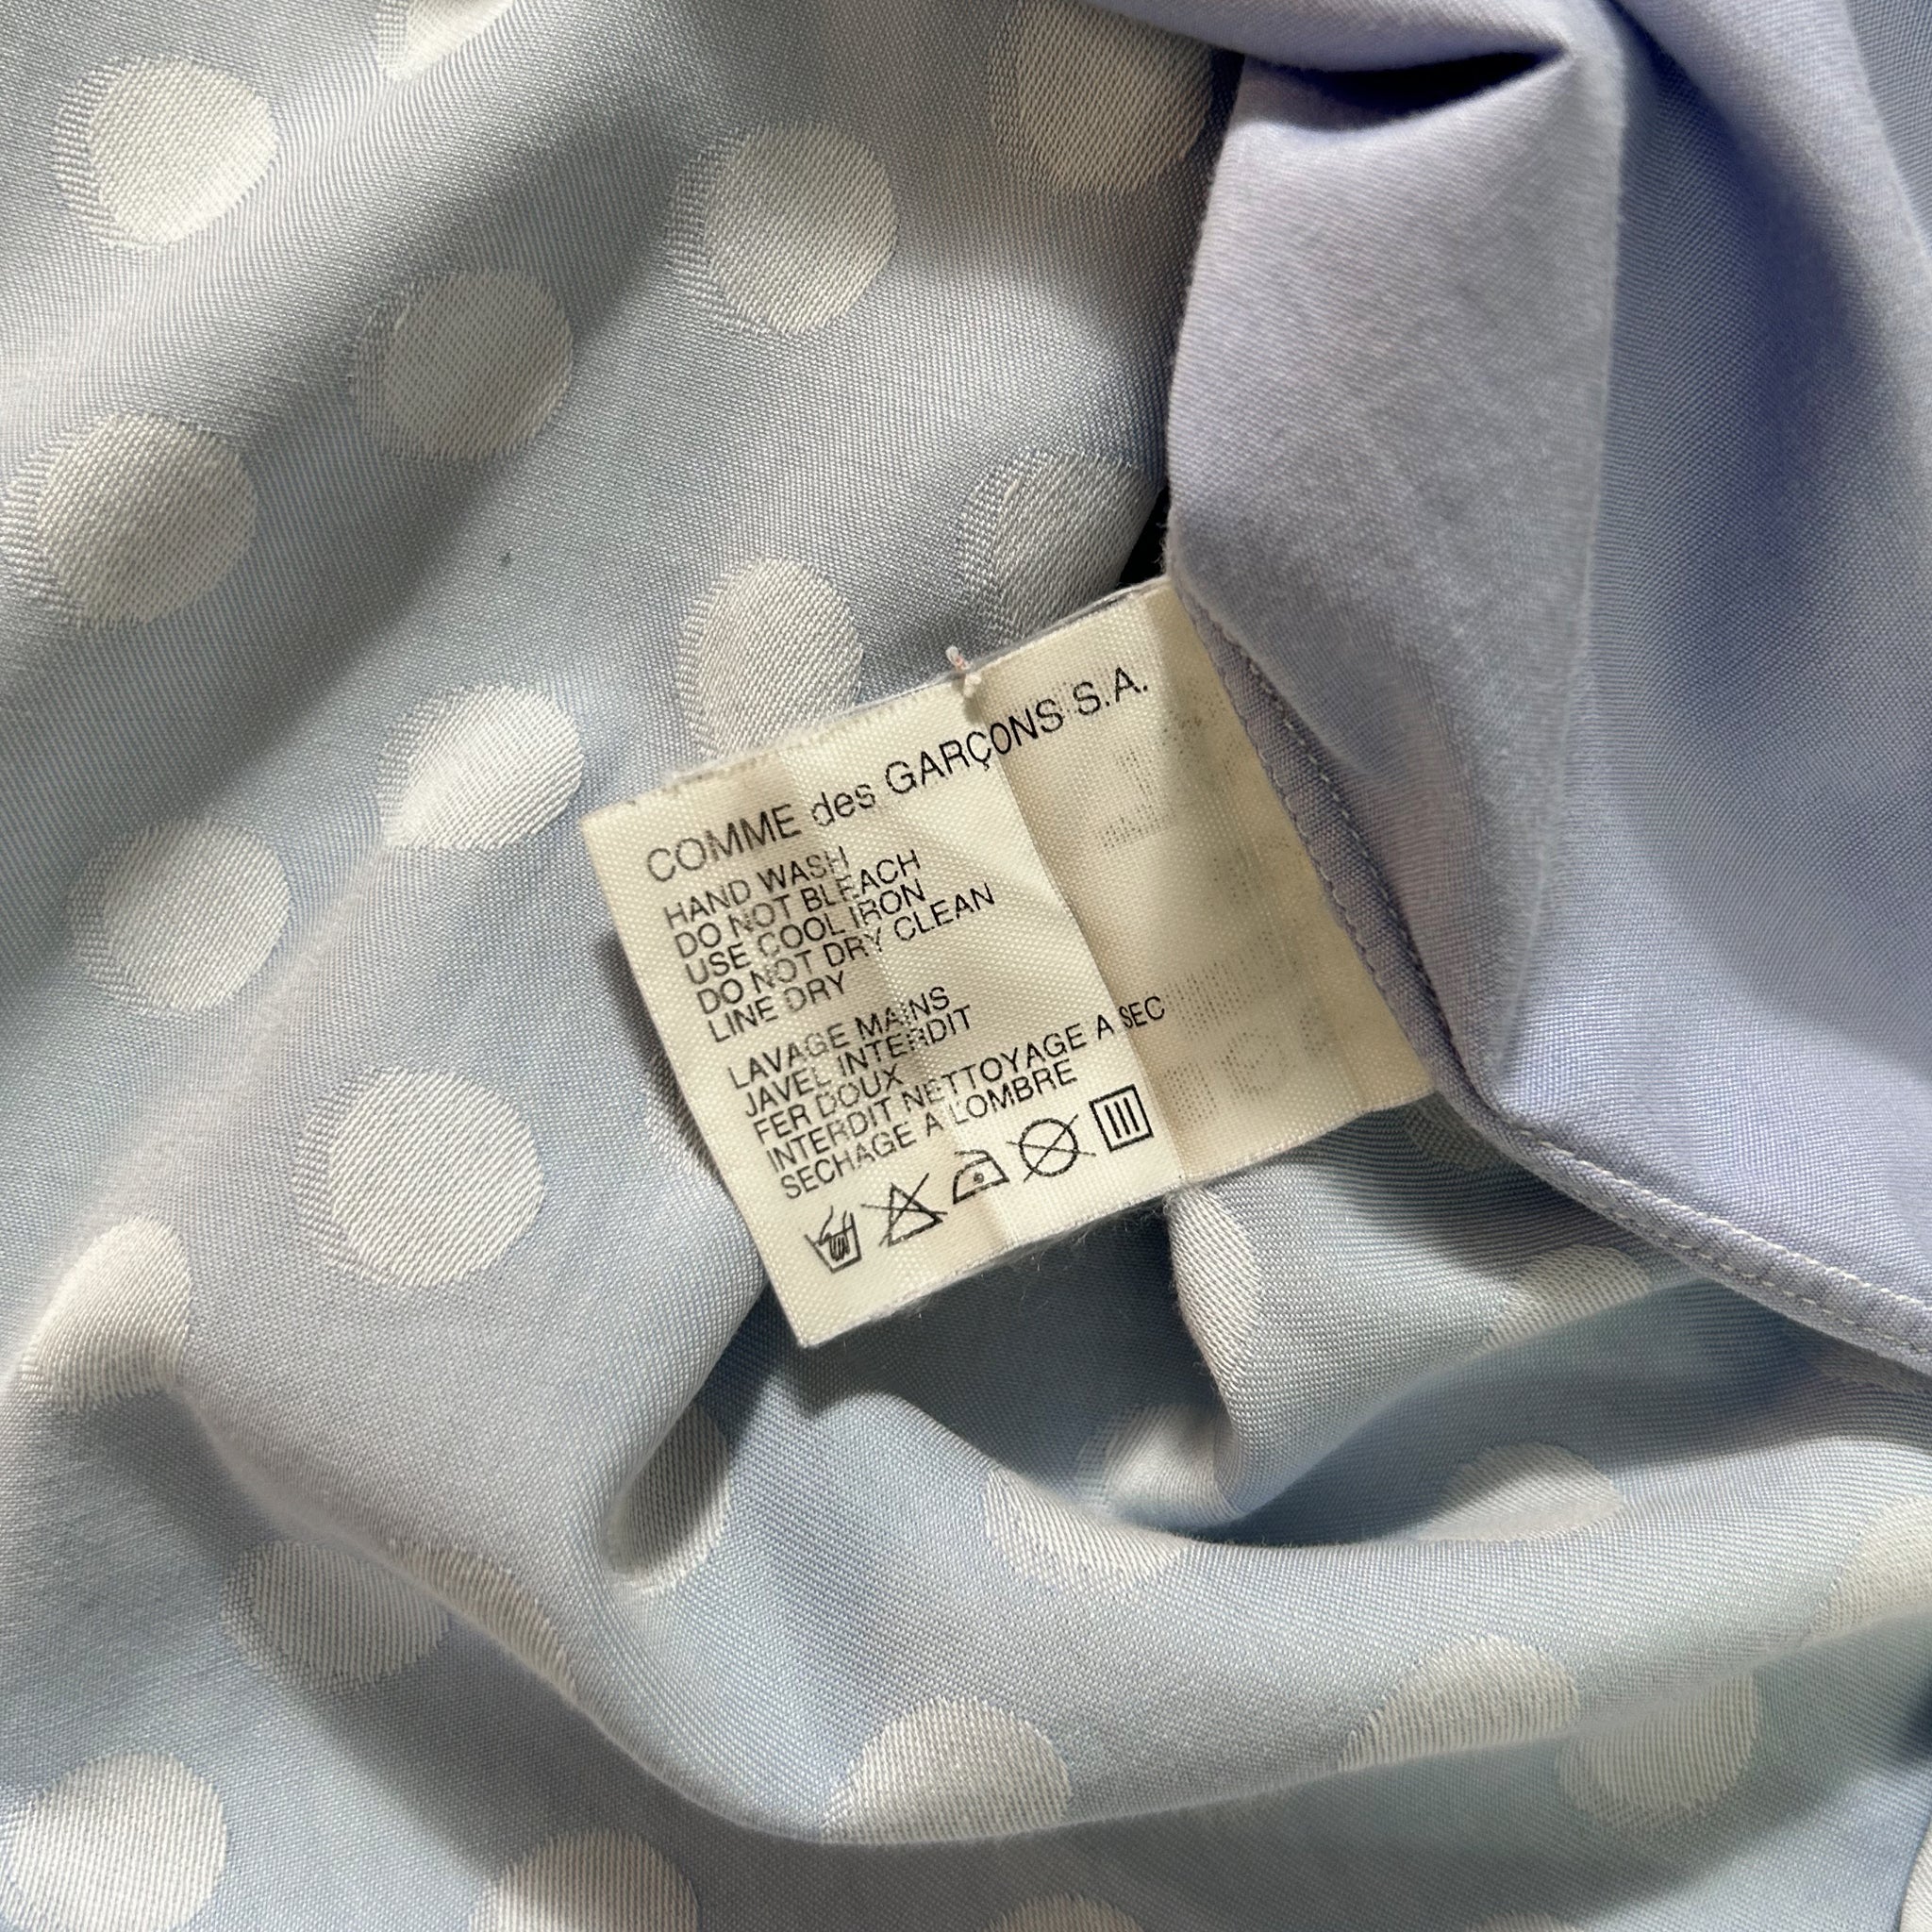 COMME des GARÇONS S.A.
HAND WASH
DO NOT BLEACH
USE COOL IRON
DO NOT DRY CLEAN
LINE DRY
LAVAGE MAINS
JAVEL INTERDIT
FER DOUX
INTERDIT NETTOYAGE A SEC
SECHAGE A L'OMBRE